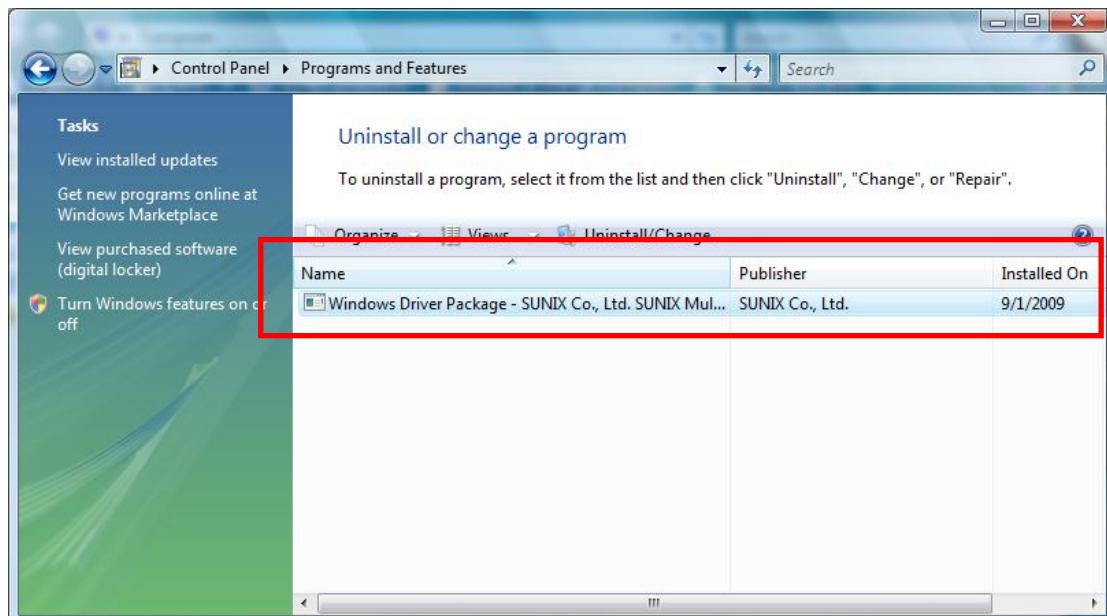 Control Panel ▸ Programs and Features
Search
Tasks
View installed updates
Get new programs online at
Windows Marketplace
View purchased software
(digital locker)
Turn Windows features on or
off
Uninstall or change a program
To uninstall a program, select it from the list and then click "Uninstall", "Change", or "Repair".
Organize Views Uninstall/Change
Name Publisher Installed On
Windows Driver Package - SUNIX Co., Ltd. SUNIX Mul... SUNIX Co., Ltd. 9/1/2009